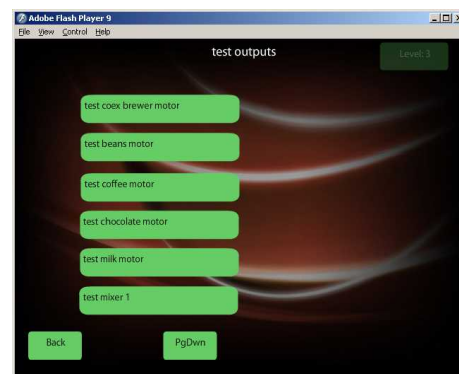 Adobe Flash Player 9
File View Control Help
test outputs
Level: 3
test coex brewer motor
test beans motor
test coffee motor
test chocolate motor
test milk motor
test mixer 1
Back
PgDwn